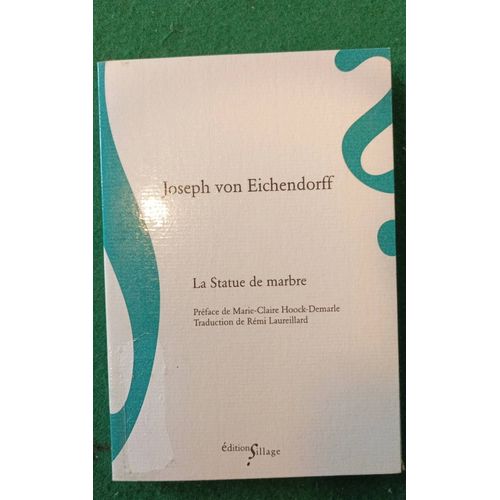 Joseph von Eichendorff
La Statue de marbre
Préface de Marie-Claire Hoock-Demarle
Traduction de Rémi Laureillard
éditions Sillage